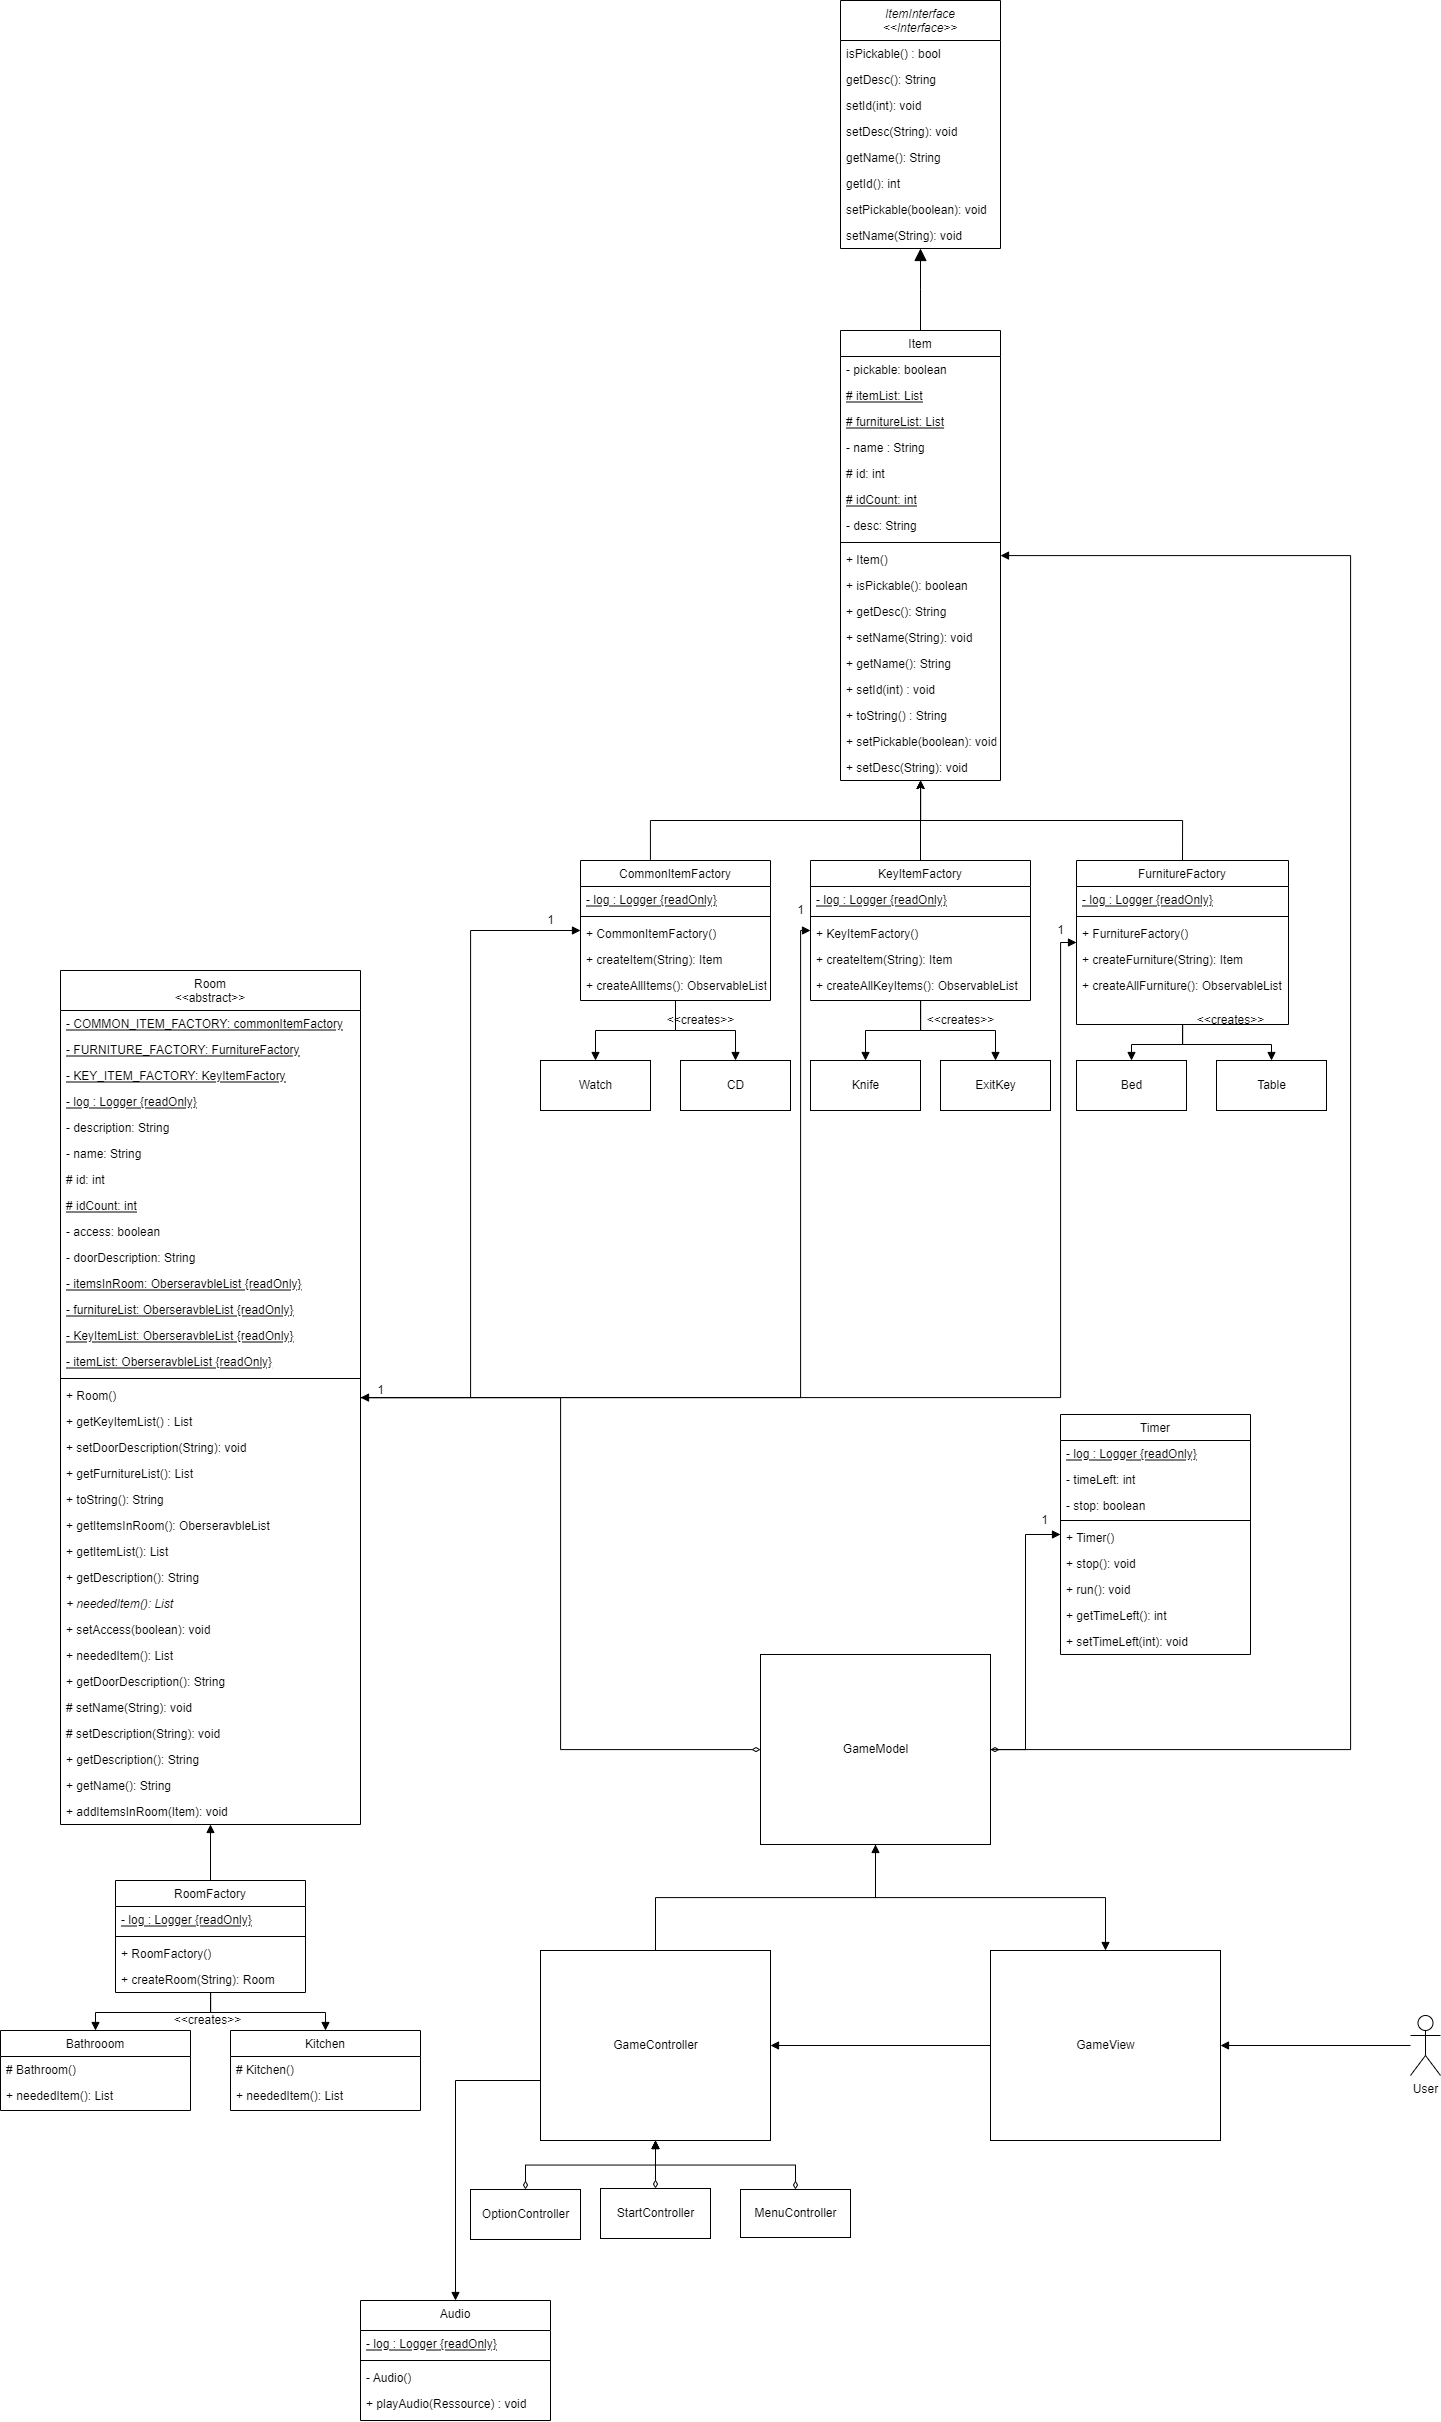 ItemInterface
<<Interface>>
isPickable() : bool
getDesc(): String
setId(int): void
setDesc(String): void
getName(): String
getId(): int
setPickable(boolean): void
setName(String): void
Item
- pickable: boolean
# itemList: List
# furnitureList: List
- name : String
# id: int
# idCount: int
- desc: String
+ Item()
+ isPickable(): boolean
+ getDesc(): String
+ setName(String): void
+ getName(): String
+ setId(int) : void
+ toString() : String
+ setPickable(boolean): void
+ setDesc(String): void
CommonItemFactory
- log : Logger {readOnly}
+ CommonItemFactory()
+ createItem(String): Item
+ createAllItems(): ObservableList
1
<<creates>>
Watch
CD
KeyItemFactory
- log : Logger {readOnly}
+ KeyItemFactory()
+ createItem(String): Item
+ createAllKeyItems(): ObservableList
1
<<creates>>
Knife
ExitKey
FurnitureFactory
- log : Logger {readOnly}
+ FurnitureFactory()
+ createFurniture(String): Item
+ createAllFurniture(): ObservableList
1
<<creates>>
Bed
Table
Room
<<abstract>>
- COMMON_ITEM_FACTORY: commonItemFactory
- FURNITURE_FACTORY: FurnitureFactory
- KEY_ITEM_FACTORY: KeyItemFactory
- log : Logger {readOnly}
- description: String
- name: String
# id: int
# idCount: int
- access: boolean
- doorDescription: String
- itemsInRoom: OberseravbleList {readOnly}
- furnitureList: OberseravbleList {readOnly}
- KeyItemList: OberseravbleList {readOnly}
- itemList: OberseravbleList {readOnly}
+ Room()
+ getKeyItemList() : List
+ setDoorDescription(String): void
+ getFurnitureList(): List
+ toString(): String
+ getItemsInRoom(): OberseravbleList
+ getItemList(): List
+ getDescription(): String
+ neededItem(): List
+ setAccess(boolean): void
+ neededItem(): List
+ getDoorDescription(): String
# setName(String): void
# setDescription(String): void
+ getDescription(): String
+ getName(): String
+ addItemsInRoom(Item): void
1
Timer
- log : Logger {readOnly}
- timeLeft: int
- stop: boolean
+ Timer()
+ stop(): void
+ run(): void
+ getTimeLeft(): int
+ setTimeLeft(int): void
1
GameModel
RoomFactory
- log : Logger {readOnly}
+ RoomFactory()
+ createRoom(String): Room
<<creates>>
Bathrooom
# Bathroom()
+ neededItem(): List
Kitchen
# Kitchen()
+ neededItem(): List
GameController
GameView
User
OptionController
StartController
MenuController
Audio
- log : Logger {readOnly}
- Audio()
+ playAudio(Ressource) : void